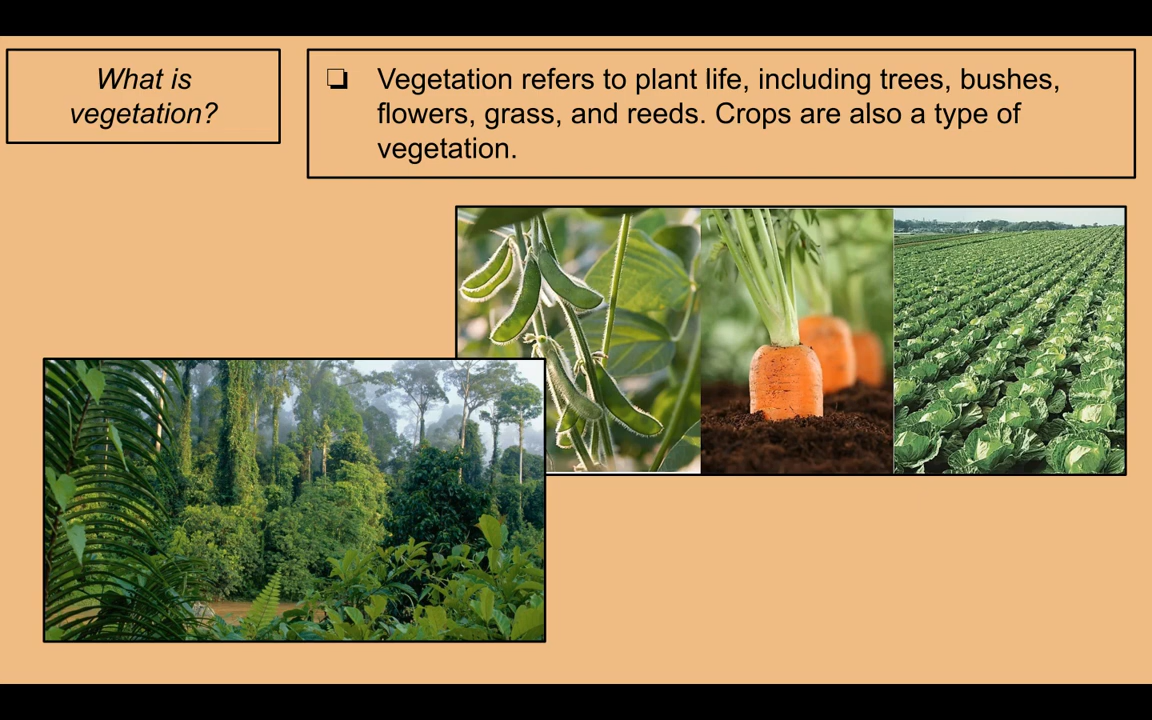 What is
vegetation?
❏ Vegetation refers to plant life, including trees, bushes,
flowers, grass, and reeds. Crops are also a type of
vegetation.